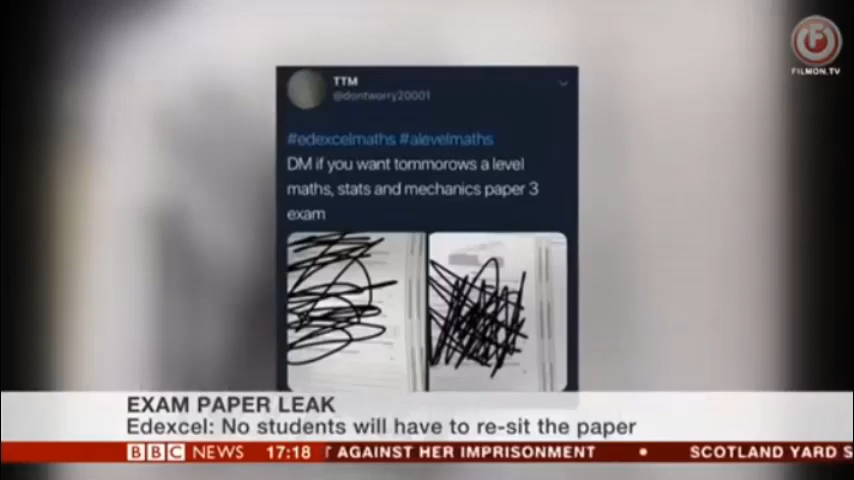 FILMON.TV
TTM
@dontworry20001
#edexcelmaths #alevelmaths
DM if you want tommorows a level
maths, stats and mechanics paper 3
exam
EXAM PAPER LEAK
Edexcel: No students will have to re-sit the paper
BBC NEWS 17:18 AGAINST HER IMPRISONMENT • SCOTLAND YARD S